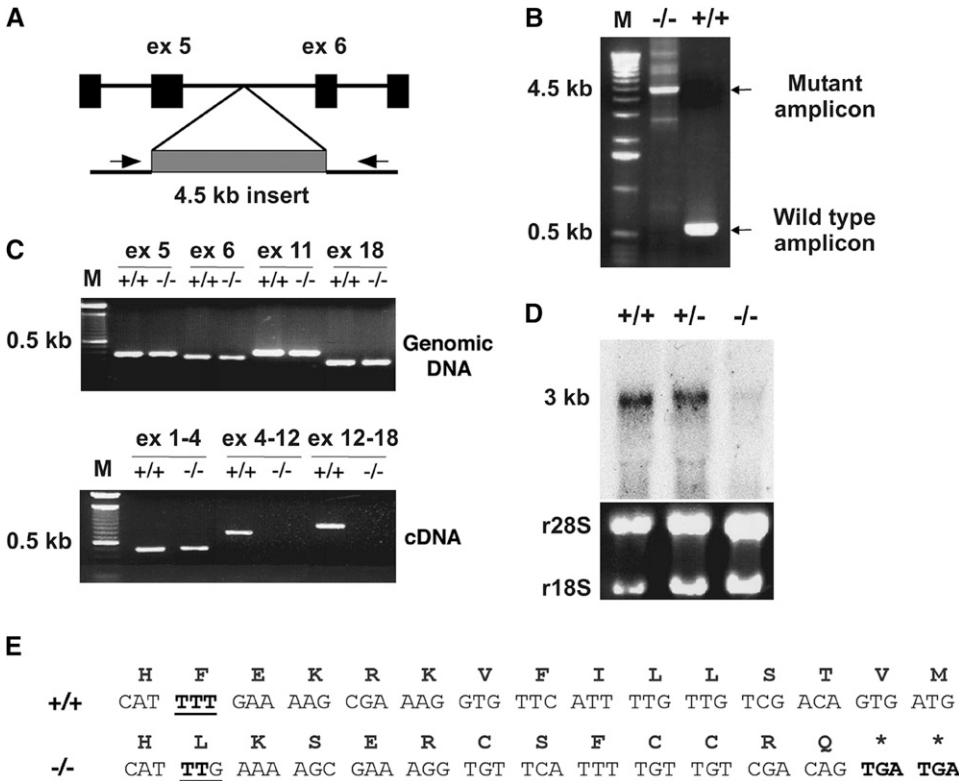 A
ex 5 ex 6
4.5 kb insert
B
M -/- +/+
4.5 kb
Mutant
amplicon
0.5 kb
Wild type
amplicon
C
ex 5 ex 6 ex 11 ex 18
M +/+ -/- +/+ -/- +/+ -/- +/+ -/-
0.5 kb
Genomic
DNA
ex 1-4 ex 4-12 ex 12-18
M +/+ -/- +/+ -/- +/+ -/-
0.5 kb
cDNA
D
+/+ +/- -/-
3 kb
r28S
r18S
E
H F E K R K V F I L L S T V M
+/+ CAT TTT GAA AAG CGA AAG GTG TTC ATT TTG TTG TCG ACA GTG ATG
H L K S E R C S F C C R Q * *
-/- CAT TTG AAA AGC GAA AGG TGT TCA TTT TGT TGT CGA CAG TGA TGA